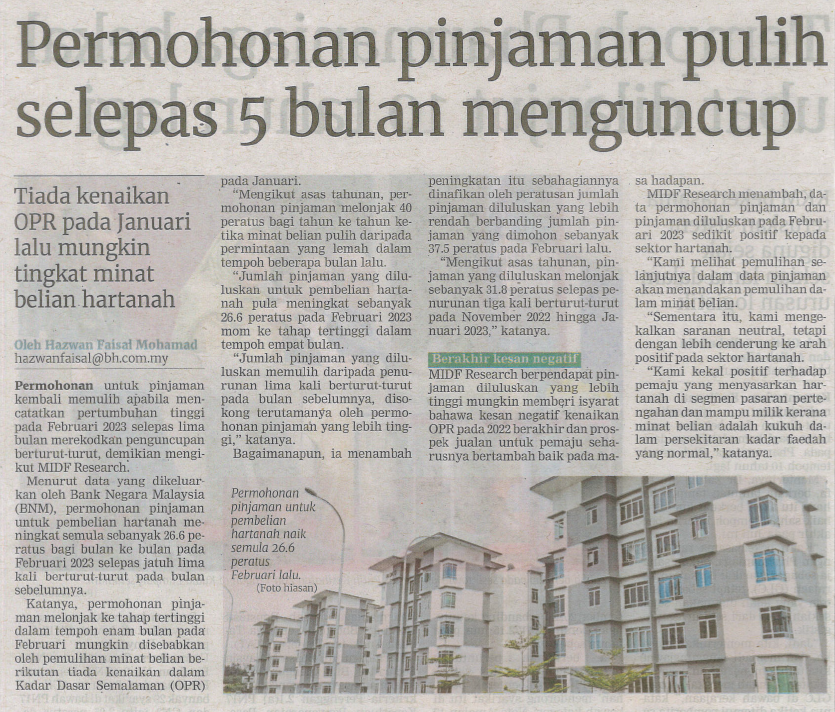 Permohonan pinjaman pulih
selepas 5 bulan menguncup
Tiada kenaikan
OPR pada Januari
lalu mungkin
tingkat minat
belian hartanah
Oleh Hazwan Faisal Mohamad
hazwanfaisal@bh.com.my
Permohonan untuk pinjaman
kembali memulih apabila men-
catatkan pertumbuhan tinggi
pada Februari 2023 selepas lima
bulan merekodkan penguncupan
berturut-turut, demikian mengi-
kut MIDF Research.
Menurut data yang dikeluar-
kan oleh Bank Negara Malaysia
(BNM), permohonan pinjaman
untuk pembelian hartanah me-
ningkat semula sebanyak 26.6 pe-
ratus bagi bulan ke bulan pada
Februari 2023 selepas jatuh lima
kali berturut-turut pada bulan
sebelumnya.
Katanya, permohonan pinja-
man melonjak ke tahap tertinggi
dalam tempoh enam bulan pada
Februari mungkin disebabkan
oleh pemulihan minat belian be-
rikutan tiada kenaikan dalam
Kadar Dasar Semalaman (OPR)
pada Januari.
"Mengikut asas tahunan, per-
mohonan pinjaman melonjak 40
peratus bagi tahun ke tahun ke-
tika minat belian pulih daripada
permintaan yang lemah dalam
tempoh beberapa bulan lalu.
"Jumlah pinjaman yang dilu-
luskan untuk pembelian harta-
nah pula meningkat sebanyak
26.6 peratus pada Februari 2023
mom ke tahap tertinggi dalam
tempoh empat bulan.
"Jumlah pinjaman yang dilu-
luskan memulih daripada penu-
runan lima kali berturut-turut
pada bulan sebelumnya, diso-
kong terutamanya oleh permo-
honan pinjaman yang lebih ting-
gi," katanya.
Bagaimanapun, ia menambah
peningkatan itu sebahagiannya
dinafikan oleh peratusan jumlah
pinjaman diluluskan yang lebih
rendah berbanding jumlah pin-
jaman yang dimohon sebanyak
37.5 peratus pada Februari lalu.
"Mengikut asas tahunan, pin-
jaman yang diluluskan melonjak
sebanyak 31.8 peratus selepas pe-
nurunan tiga kali berturut-turut
pada November 2022 hingga Ja-
nuari 2023," katanya.
Berakhir kesan negatif
MIDF Research berpendapat pin-
jaman diluluskan yang lebih
tinggi mungkin memberi isyarat
bahawa kesan negatif kenaikan
OPR pada 2022 berakhir dan pros-
pek jualan untuk pemaju seha-
rusnya bertambah baik pada ma-
sa hadapan.
MIDF Research menambah, da-
ta permohonan pinjaman dan
pinjaman diluluskan pada Febru-
ari 2023 sedikit positif kepada
sektor hartanah.
"Kami melihat pemulihan se-
lanjutnya dalam data pinjaman
akan menandakan pemulihan da-
lam minat belian.
"Sementara itu, kami menge-
kalkan saranan neutral, tetapi
dengan lebih cenderung ke arah
positif pada sektor hartanah.
"Kami kekal positif terhadap
pemaju yang menyasarkan har-
tanah di segmen pasaran perte-
ngahan dan mampu milik kerana
minat belian adalah kukuh da-
lam persekitaran kadar faedah
yang normal," katanya.
Permohonan
pinjaman untuk
pembelian
hartanah naik
semula 26.6
peratus
Februari lalu.
(Foto hiasan)